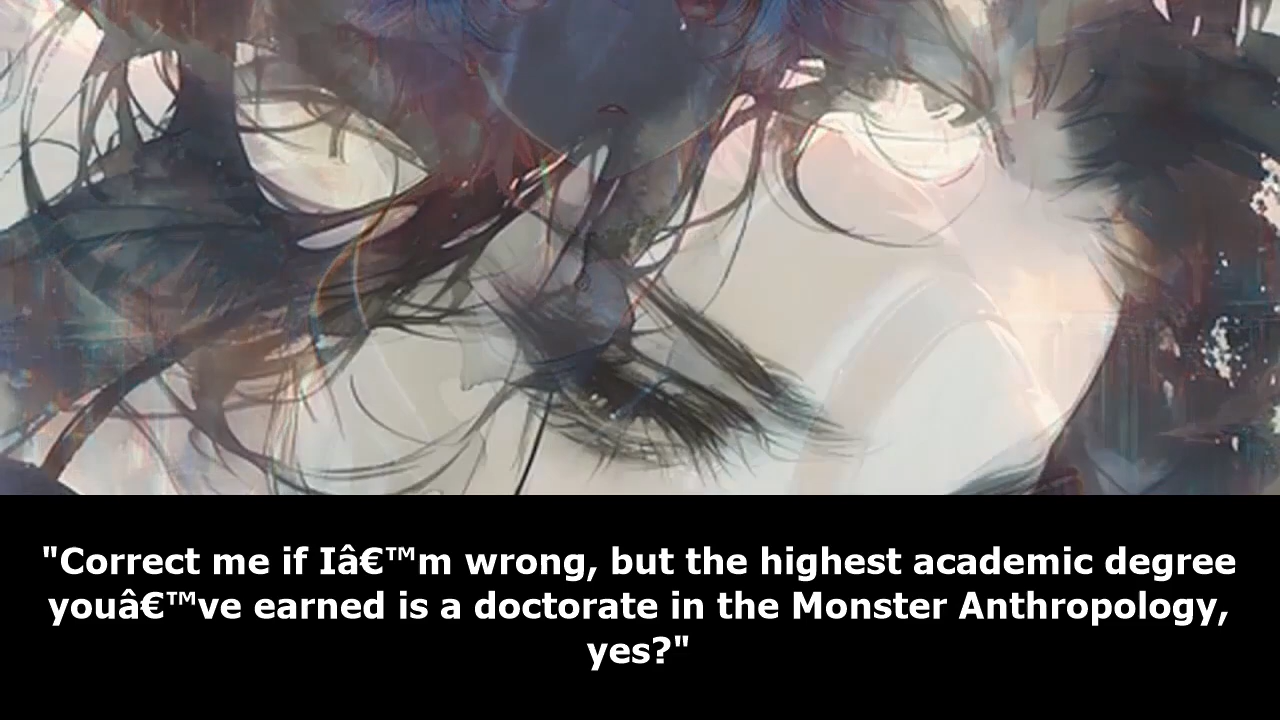 "Correct me if Iâ€™m wrong, but the highest academic degree
youâ€™ve earned is a doctorate in the Monster Anthropology,
yes?"